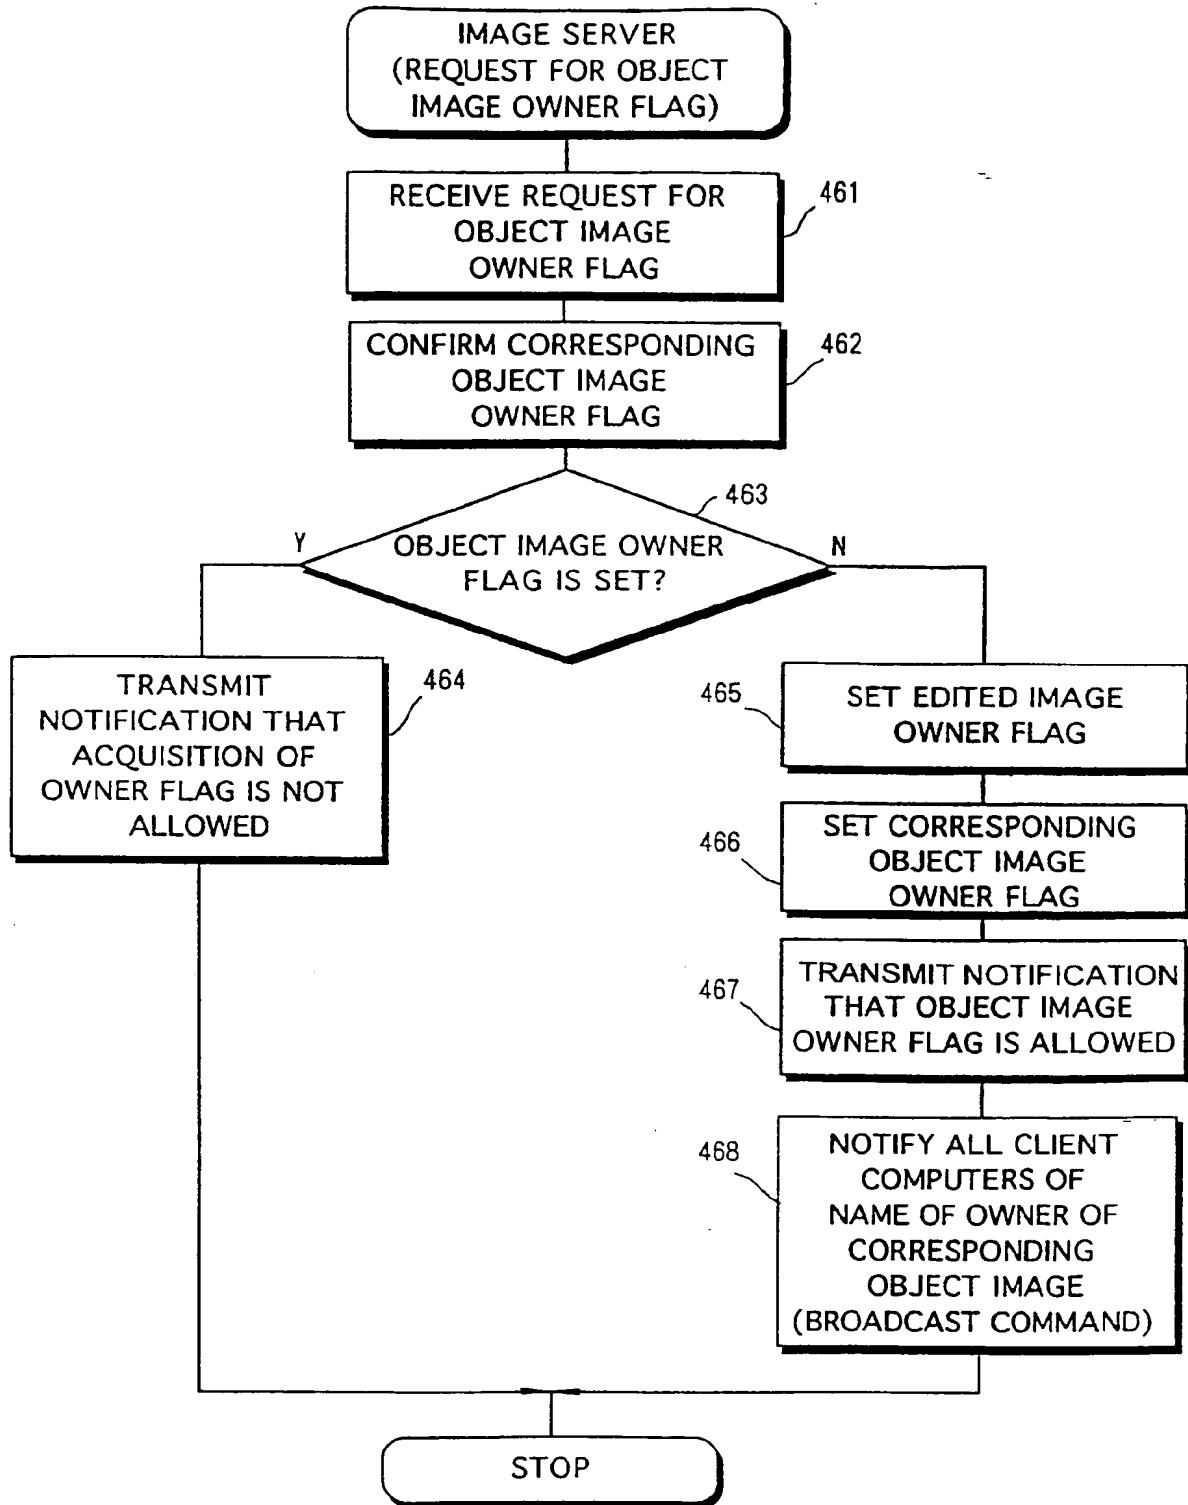 IMAGE SERVER
(REQUEST FOR OBJECT
IMAGE OWNER FLAG)
RECEIVE REQUEST FOR
OBJECT IMAGE
OWNER FLAG
461
CONFIRM CORRESPONDING
OBJECT IMAGE
OWNER FLAG
462
463
Y
OBJECT IMAGE OWNER
FLAG IS SET?
N
TRANSMIT
NOTIFICATION THAT
ACQUISITION OF
OWNER FLAG IS NOT
ALLOWED
464
465
SET EDITED IMAGE
OWNER FLAG
466
SET CORRESPONDING
OBJECT IMAGE
OWNER FLAG
467
TRANSMIT NOTIFICATION
THAT OBJECT IMAGE
OWNER FLAG IS ALLOWED
468
NOTIFY ALL CLIENT
COMPUTERS OF
NAME OF OWNER OF
CORRESPONDING
OBJECT IMAGE
(BROADCAST COMMAND)
STOP